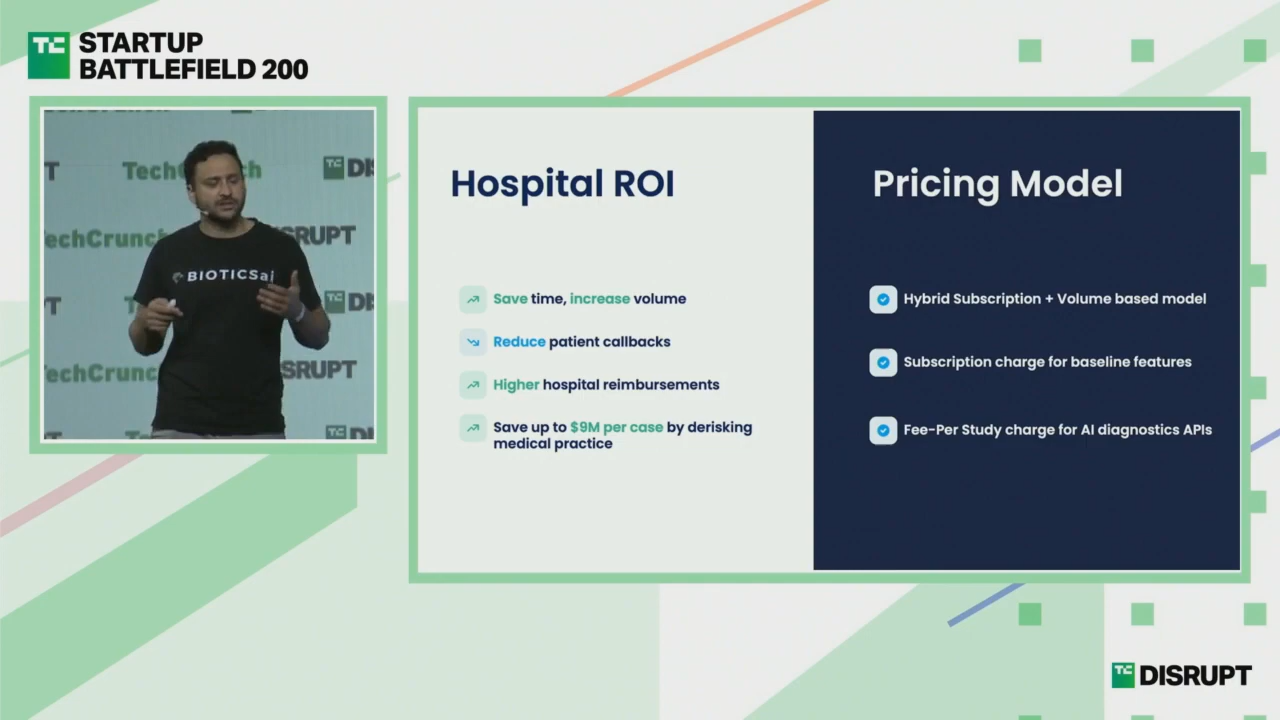 TC STARTUP
BATTLEFIELD 200
TechCrunch
DISRUPT
BIOTICSai
Hospital ROI
Save time, increase volume
Reduce patient callbacks
Higher hospital reimbursements
Save up to $9M per case by derisking
medical practice
Pricing Model
Hybrid Subscription + Volume based model
Subscription charge for baseline features
Fee-Per Study charge for AI diagnostics APIs
TC DISRUPT